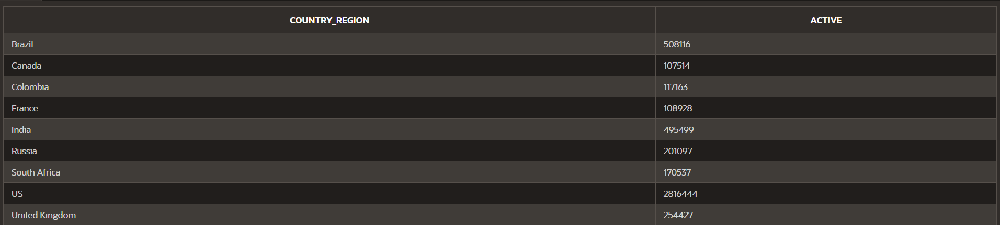 COUNTRY_REGION ACTIVE
Brazil 508116
Canada 107514
Colombia 117163
France 108928
India 495499
Russia 201097
South Africa 170537
US 2816444
United Kingdom 254427